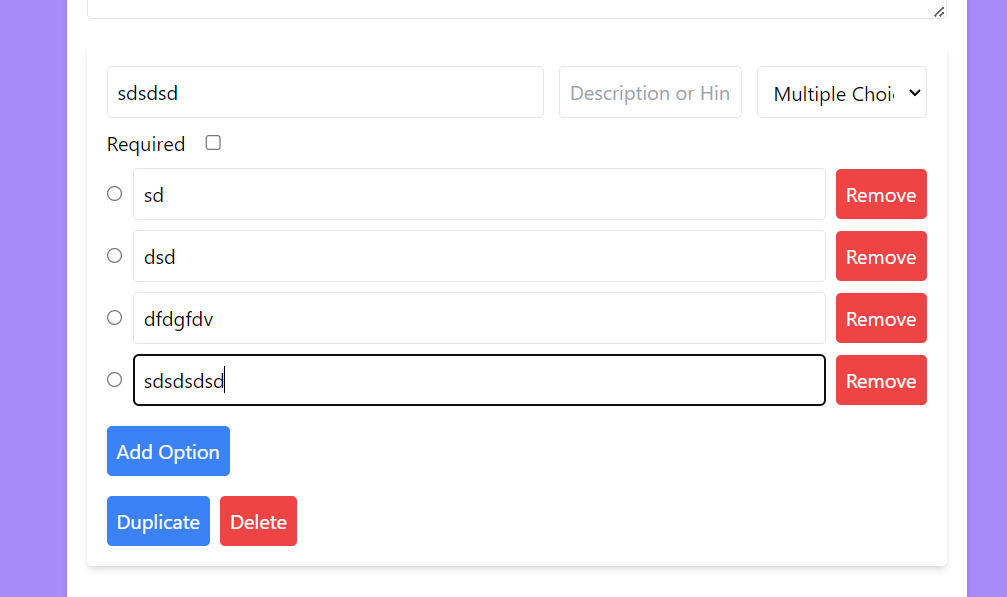 sdsdsd Description or Hin Multiple Choi
Required
sd Remove
dsd Remove
dfdgfdv Remove
sdsdsdsd Remove
Add Option
Duplicate Delete